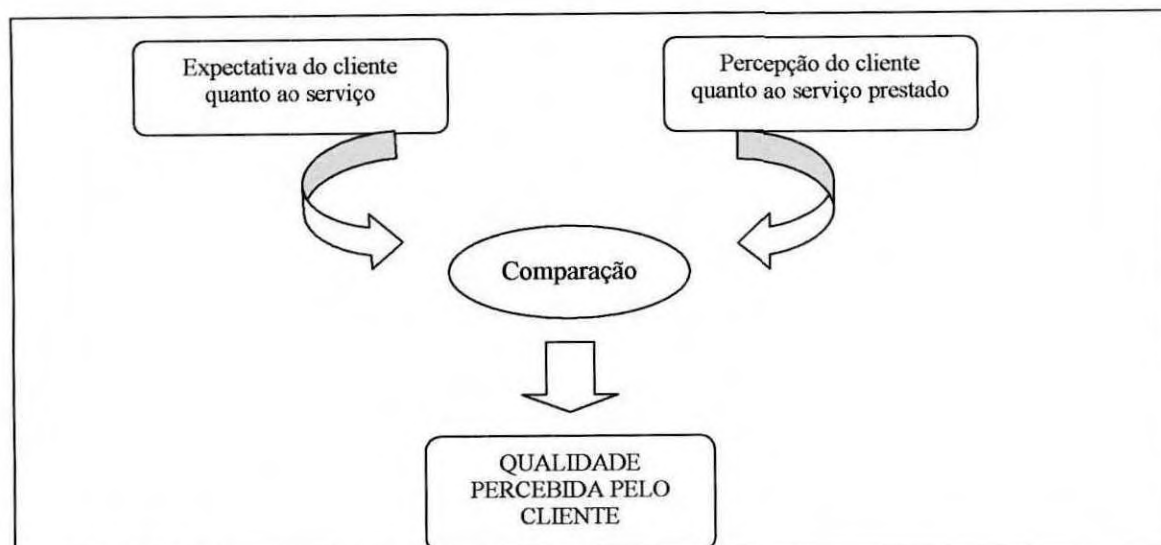 Expectativa do cliente
quanto ao serviço
Percepção do cliente
quanto ao serviço prestado
Comparação
QUALIDADE
PERCEBIDA PELO
CLIENTE